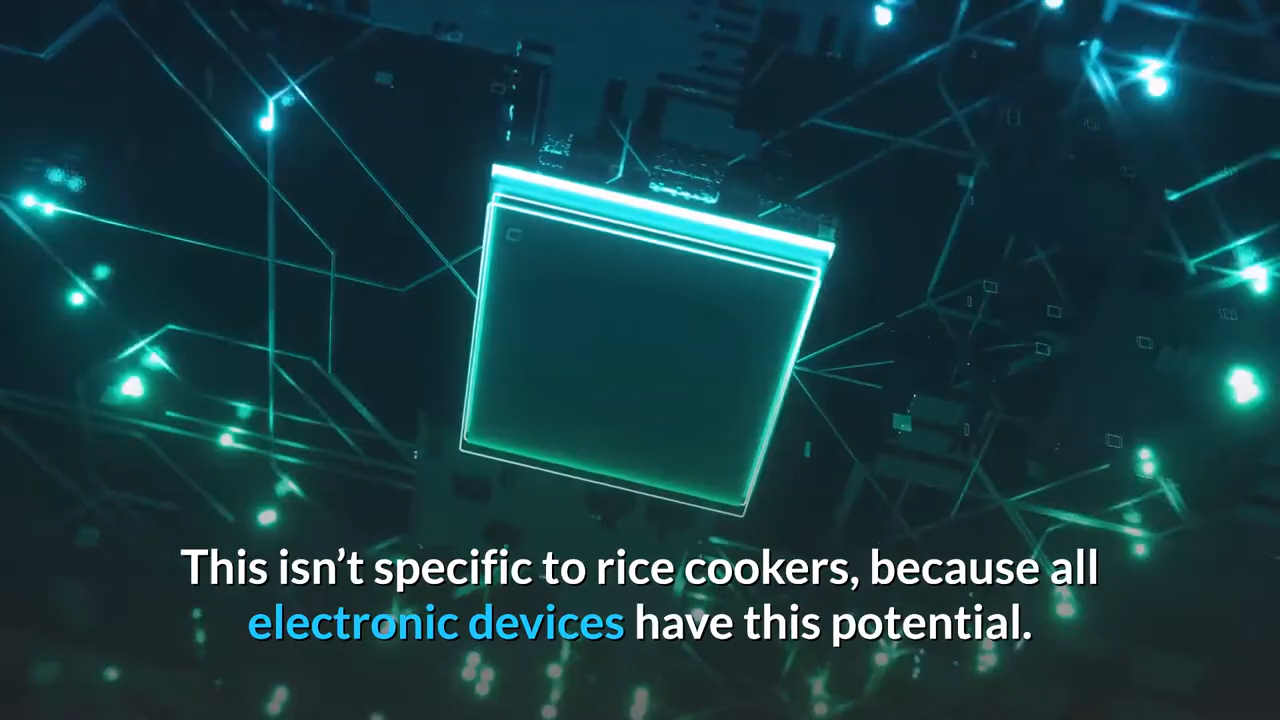 This isn’t specific to rice cookers, because all
electronic devices have this potential.